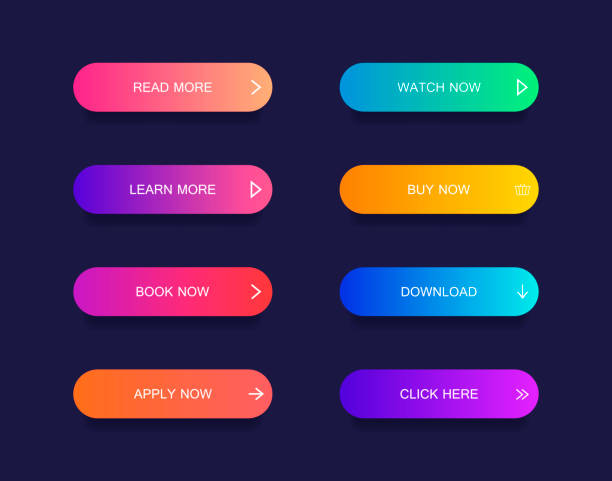 READ MORE
WATCH NOW
LEARN MORE
BUY NOW
BOOK NOW
DOWNLOAD
APPLY NOW
CLICK HERE